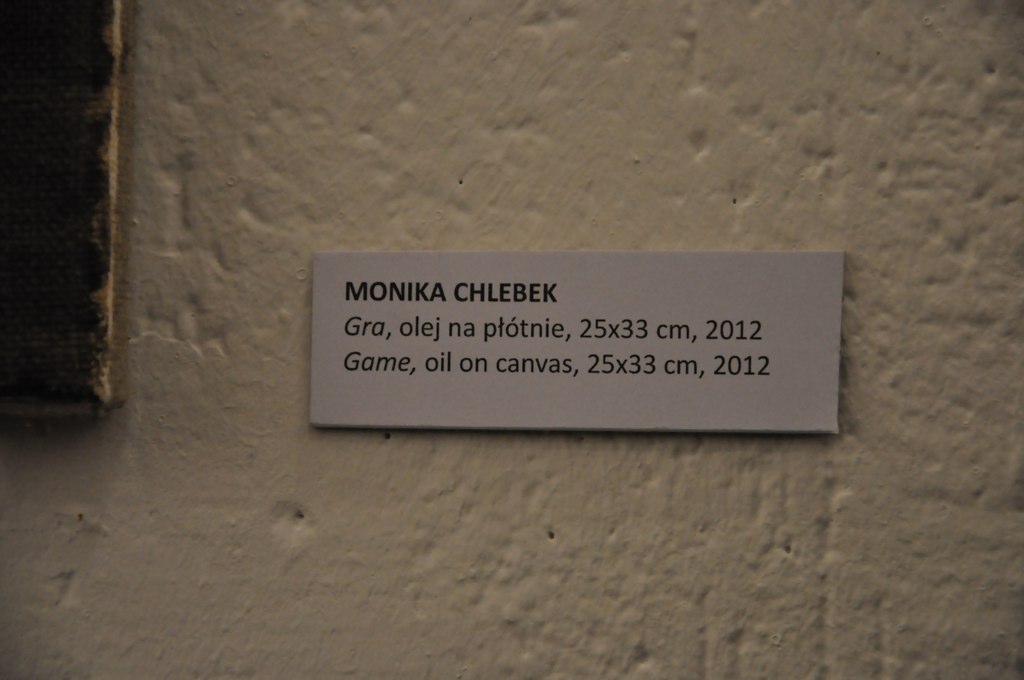 MONIKA CHLEBEK
Gra, olej na płótnie, 25x33 cm, 2012
Game, oil on canvas, 25x33 cm, 2012